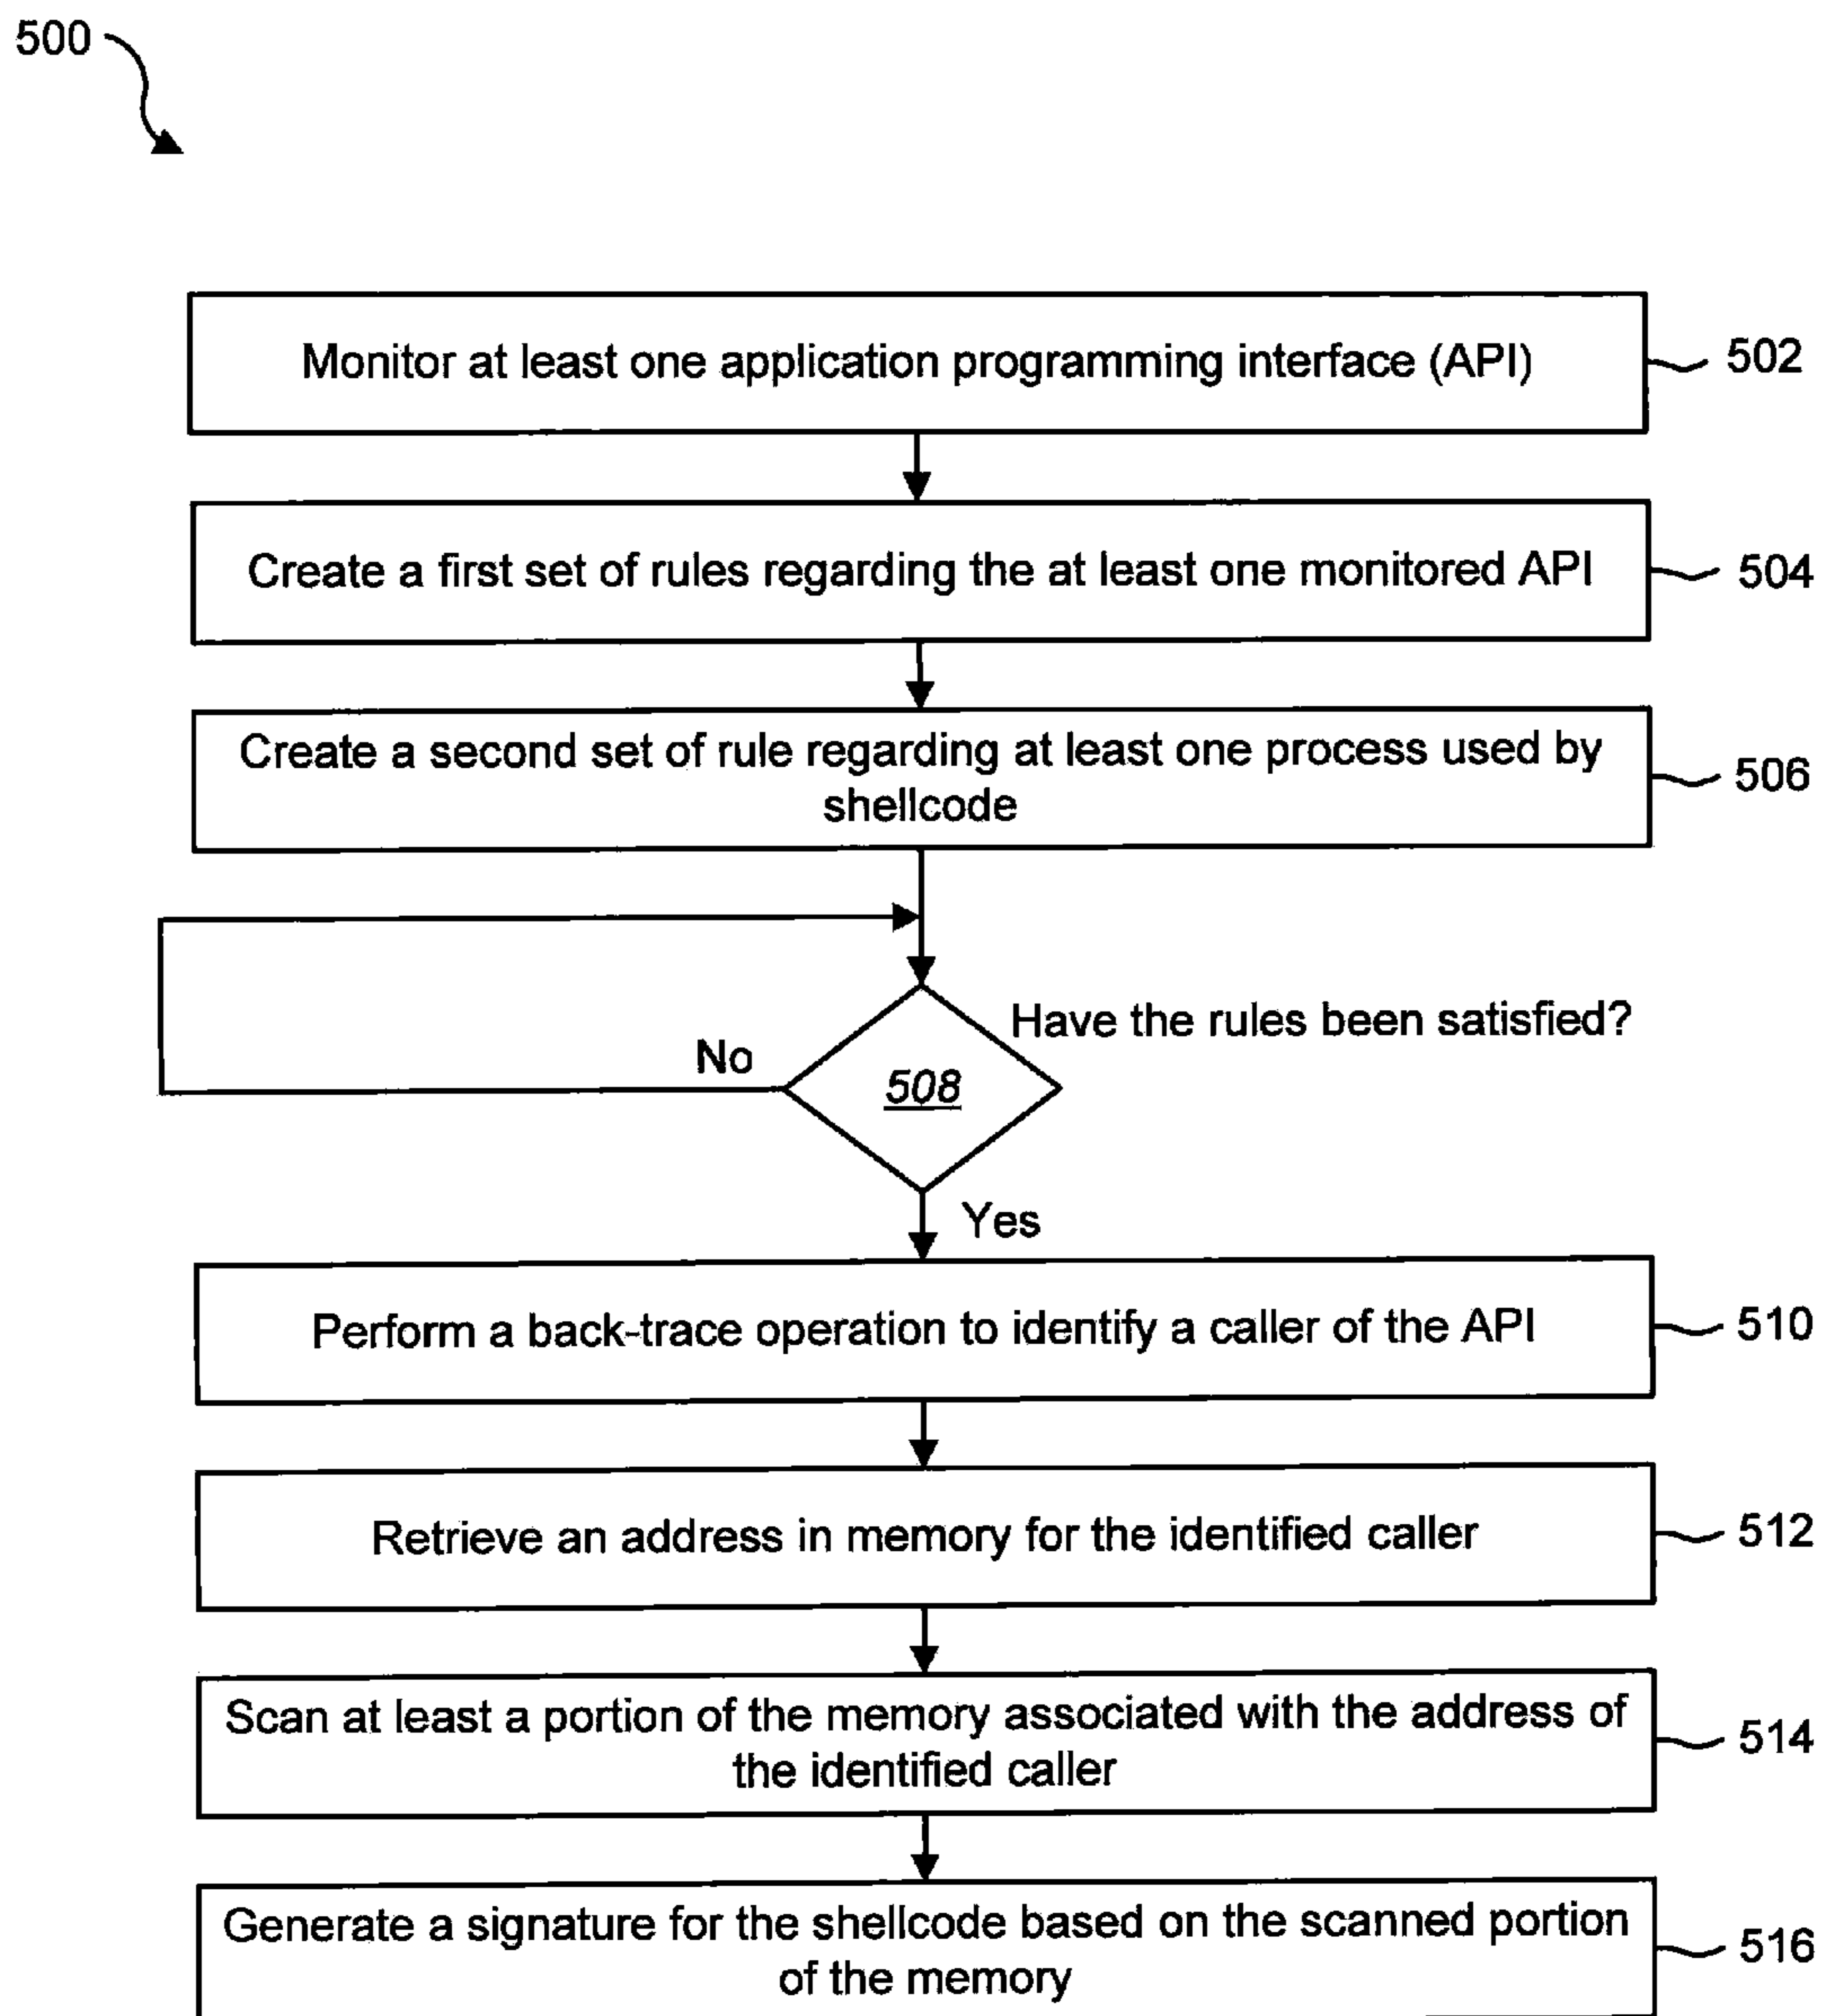 500
Monitor at least one application programming interface (API)
502
Create a first set of rules regarding the at least one monitored API
504
Create a second set of rule regarding at least one process used by
shellcode
506
Have the rules been satisfied?
No
508
Yes
Perform a back-trace operation to identify a caller of the API
510
Retrieve an address in memory for the identified caller
512
Scan at least a portion of the memory associated with the address of
the identified caller
514
Generate a signature for the shellcode based on the scanned portion
of the memory
516